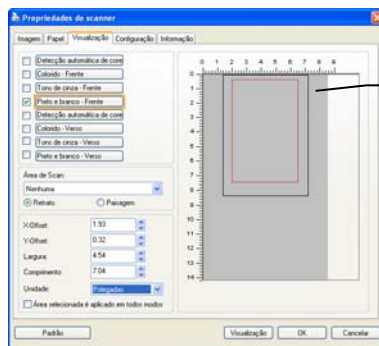 Propriedades do scanner
Imagem Papel Visualização Configuração Informação
Detecção automática de core
Colorido - Frente
Tons de cinza - Frente
Preto e branco - Frente
Detecção automática de core
Colorido - Verso
Tons de cinza - Verso
Preto e branco - Verso
Área de Scan:
Nenhuma
Retrato Paisagem
X-Offset: 1.93
Y-Offset: 0.32
Largura: 4.54
Comprimento: 7.04
Unidade: Polegadas
Área selecionada é aplicado em todos modos
0 1 2 3 4 5 6 7 8
0
1
2
3
4
5
6
7
8
9
10
11
12
13
14
Padrão Visualização OK Cancelar